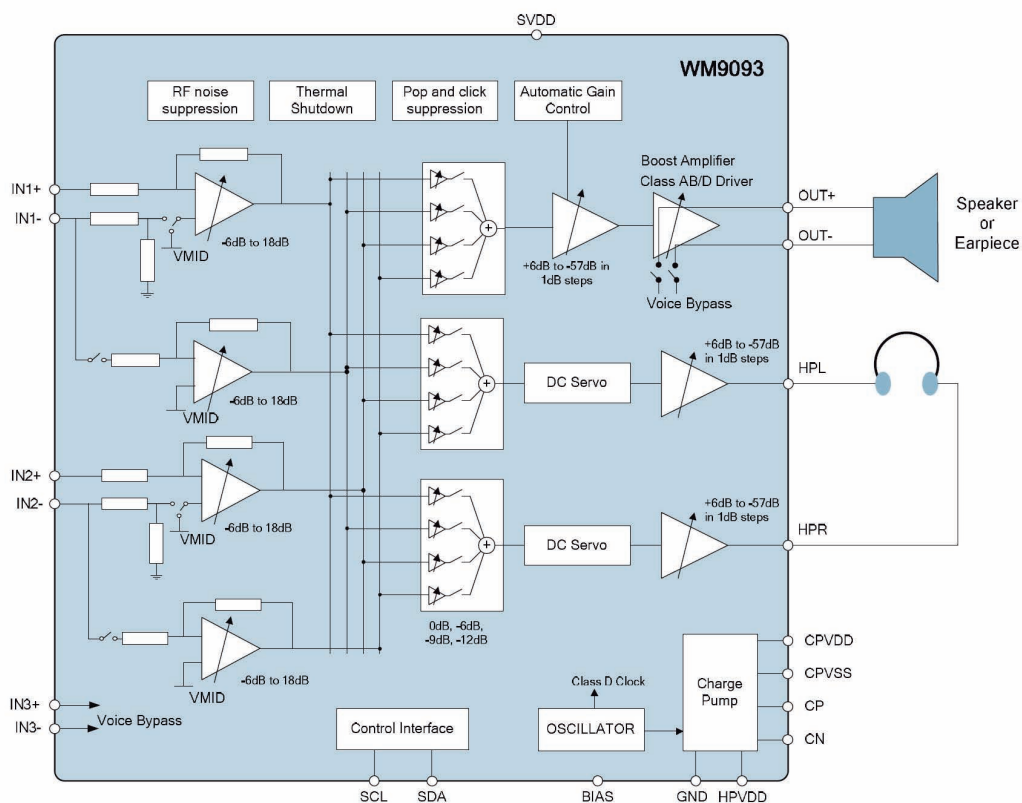 SVDD
WM9093
RF noise
suppression
Thermal
Shutdown
Pop and click
suppression
Automatic Gain
Control
Boost Amplifier
Class AB/D Driver
IN1+
IN1-
VMID
-6dB to 18dB
+6dB to -57dB in
1dB steps
Voice Bypass
OUT+
OUT-
Speaker
or
Earpiece
VMID
-6dB to 18dB
DC Servo
+6dB to -57dB
in 1dB steps
HPL
IN2+
IN2-
VMID
-6dB to 18dB
DC Servo
+6dB to -57dB
in 1dB steps
HPR
0dB, -6dB,
-9dB, -12dB
VMID
-6dB to 18dB
IN3+
IN3-
Voice Bypass
Control Interface
Class D Clock
OSCILLATOR
Charge
Pump
CPVDD
CPVSS
CP
CN
SCL
SDA
BIAS
GND
HPVDD